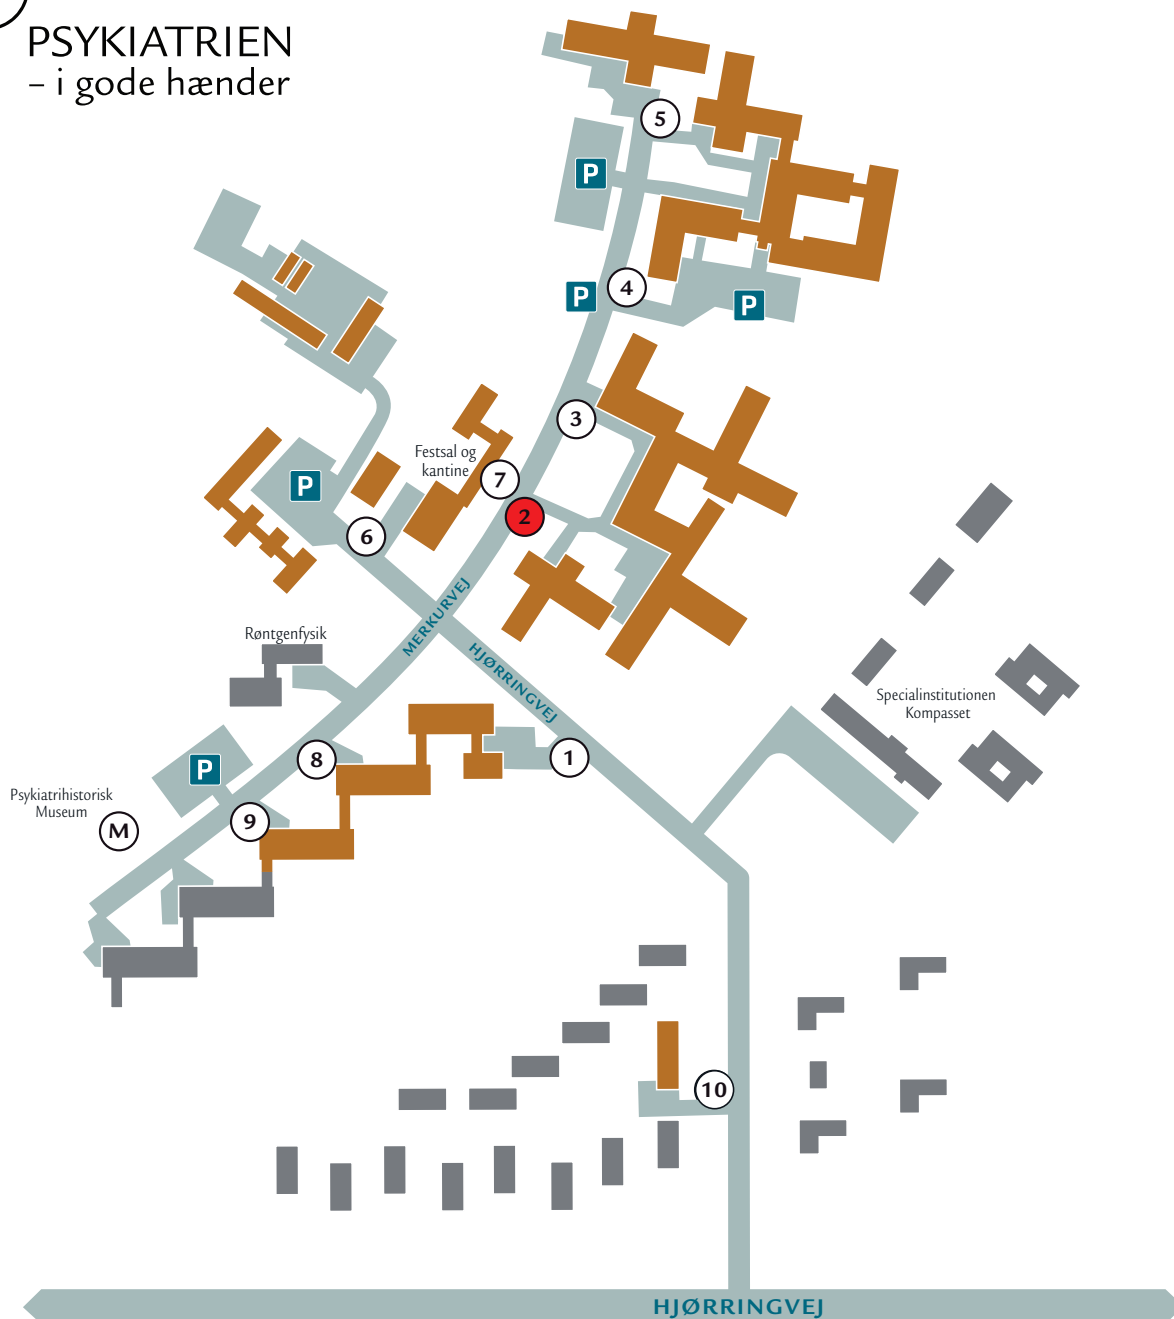 PSYKIATRIEN
– i gode hænder
5
P
4
P
P
3
Festsal og
kantine
7
P
2
6
MERKURVEJ
Røntgenfysik
HJØRRINGVEJ
Specialinstitutionen
Kompasset
8
1
P
Psykiatrihistorisk
Museum
9
M
10
HJØRRINGVEJ